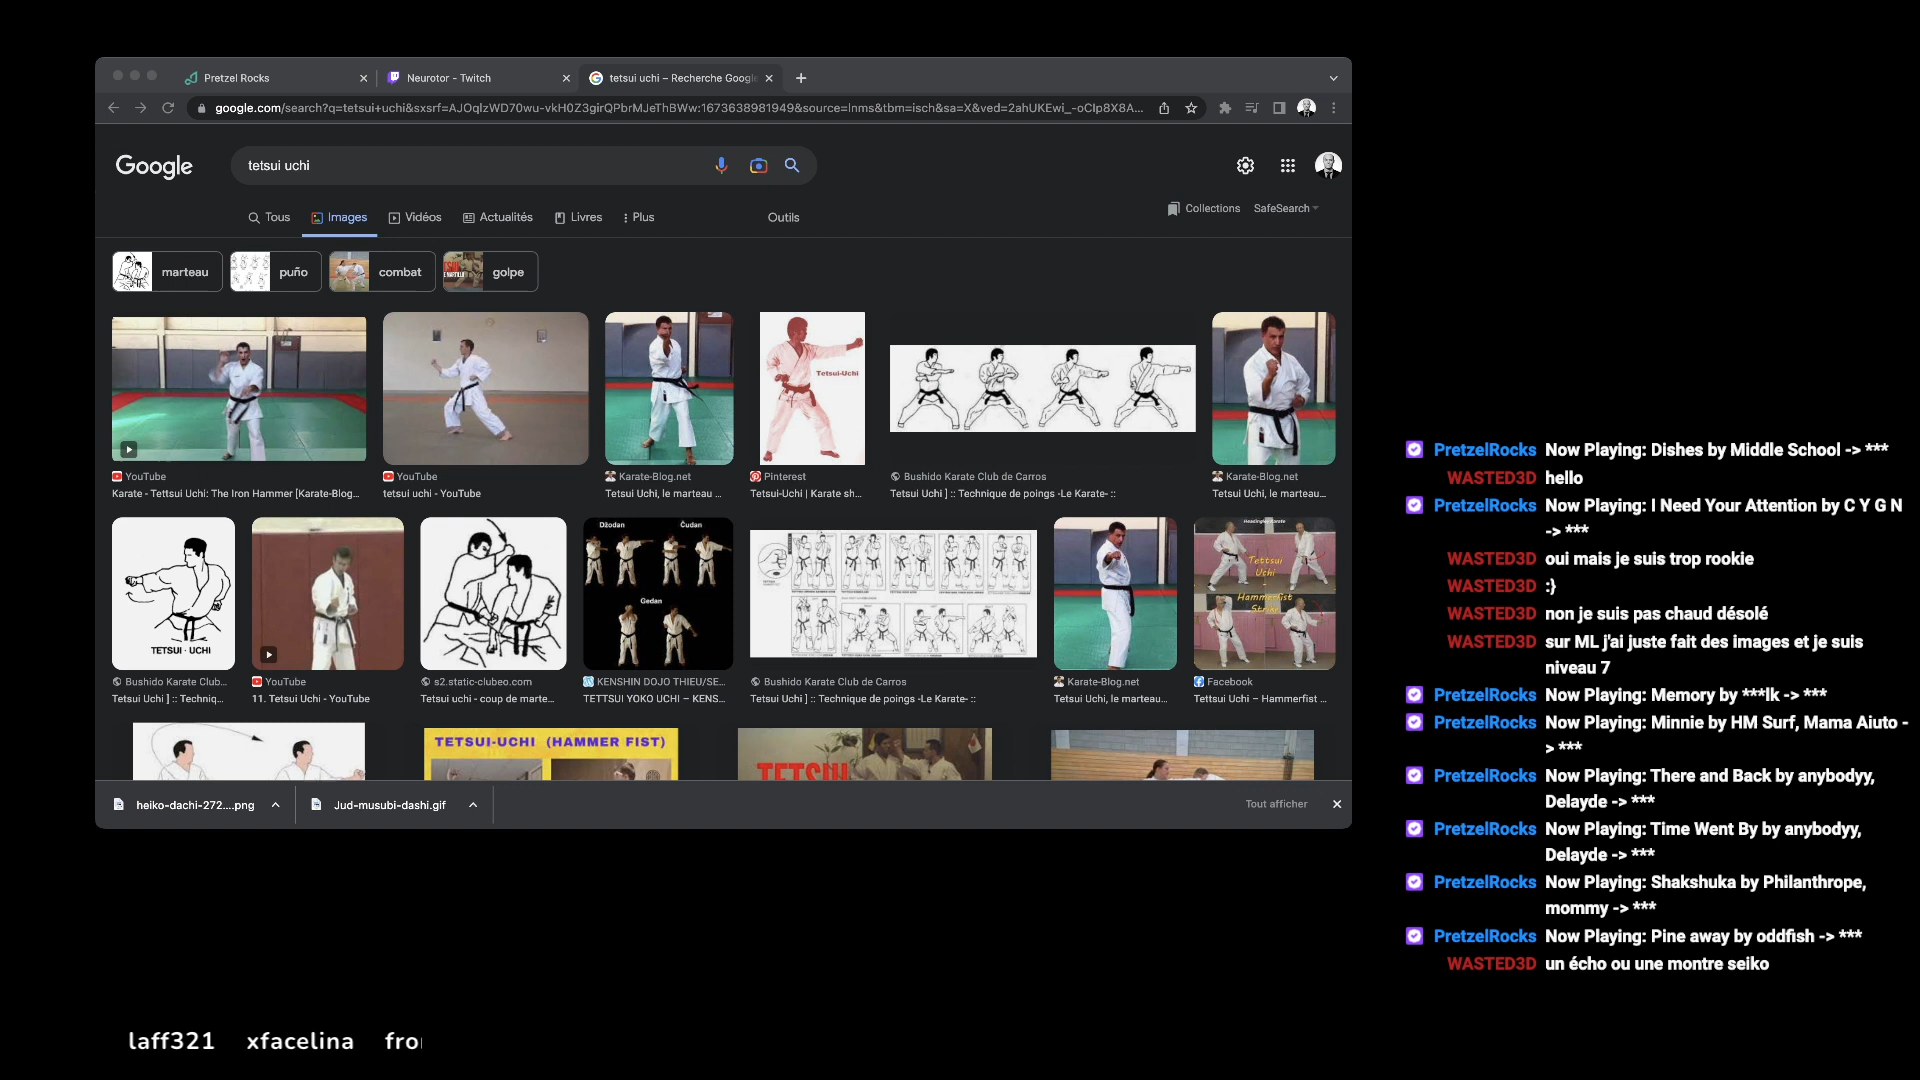 Pretzel Rocks
Neurotor - Twitch
tetsui uchi – Recherche Google
google.com/search?q=tetsui+uchi&sxsrf=AJOqlzWD70wu-vkH0Z3girQPbrMJeThBWw:1673638981949&source=lnms&tbm=isch&sa=X&ved=2ahUKEwi_-oClp8X8A...
Google
tetsui uchi
Tous
Images
Vidéos
Actualités
Livres
Plus
Outils
Collections
SafeSearch
marteau
puño
combat
golpe
Tetsui-Uchi
YouTube
Karate - Tettsui Uchi: The Iron Hammer [Karate-Blog...
YouTube
tetsui uchi - YouTube
Karate-Blog.net
Tetsui Uchi, le marteau ...
Pinterest
Tetsui-Uchi | Karate sh...
Bushido Karate Club de Carros
Tetsui Uchi ] :: Technique de poings -Le Karate- ::
Karate-Blog.net
Tetsui Uchi, le marteau...
TETSUI · UCHI
Džodan
Čudan
Gedan
Headingley Karate
Tettsui
Uchi
-
Hammerfist
Strike
Bushido Karate Club...
Tetsui Uchi ] :: Techniq...
YouTube
11. Tetsui Uchi - YouTube
s2.static-clubeo.com
Tetsui uchi - coup de marte...
KENSHIN DOJO THIEU/SE...
TETTSUI YOKO UCHI – KENS...
Bushido Karate Club de Carros
Tetsui Uchi ] :: Technique de poings -Le Karate- ::
Karate-Blog.net
Tetsui Uchi, le marteau...
Facebook
Tettsui Uchi – Hammerfist ...
TETSUI-UCHI (HAMMER FIST)
TETSUI
heiko-dachi-272....png
Jud-musubi-dashi.gif
Tout afficher
PretzelRocks Now Playing: Dishes by Middle School -> ***
WASTED3D hello
PretzelRocks Now Playing: I Need Your Attention by C Y G N
-> ***
WASTED3D oui mais je suis trop rookie
WASTED3D :}
WASTED3D non je suis pas chaud désolé
WASTED3D sur ML j'ai juste fait des images et je suis
niveau 7
PretzelRocks Now Playing: Memory by ***lk -> ***
PretzelRocks Now Playing: Minnie by HM Surf, Mama Aiuto -
> ***
PretzelRocks Now Playing: There and Back by anybodyy,
Delayde -> ***
PretzelRocks Now Playing: Time Went By by anybodyy,
Delayde -> ***
PretzelRocks Now Playing: Shakshuka by Philanthrope,
mommy -> ***
PretzelRocks Now Playing: Pine away by oddfish -> ***
WASTED3D un écho ou une montre seiko
laff321 xfacelina fro